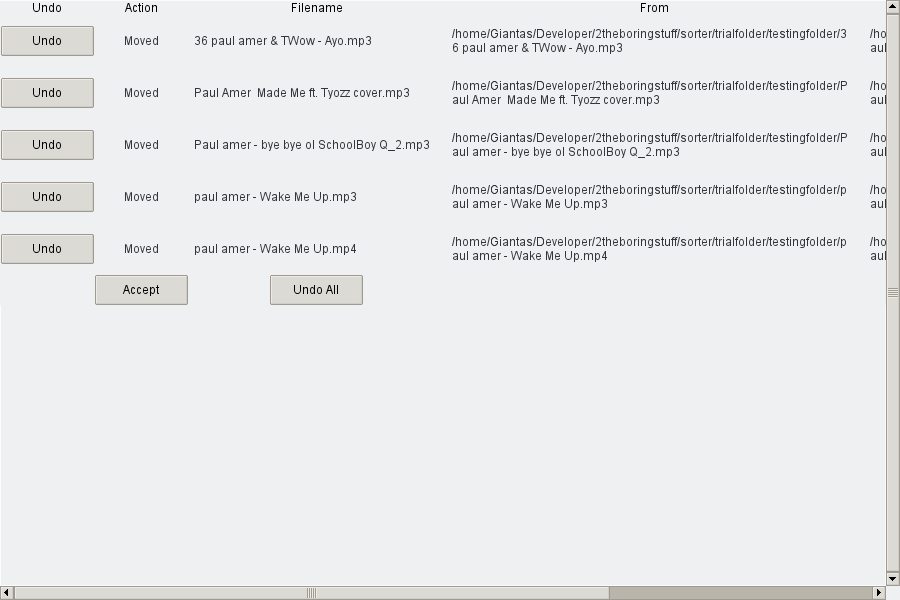 Undo Action Filename From
Undo Moved 36 paul amer & TWow - Ayo.mp3 /home/Giantas/Developer/2theboringstuff/sorter/trialfolder/testingfolder/3 /ho
6 paul amer & TWow - Ayo.mp3 aul
Undo Moved Paul Amer  Made Me ft. Tyozz cover.mp3 /home/Giantas/Developer/2theboringstuff/sorter/trialfolder/testingfolder/P /ho
aul Amer  Made Me ft. Tyozz cover.mp3 aul
Undo Moved Paul amer - bye bye ol SchoolBoy Q_2.mp3 /home/Giantas/Developer/2theboringstuff/sorter/trialfolder/testingfolder/P /ho
aul amer - bye bye ol SchoolBoy Q_2.mp3 aul
Undo Moved paul amer - Wake Me Up.mp3 /home/Giantas/Developer/2theboringstuff/sorter/trialfolder/testingfolder/p /ho
aul amer - Wake Me Up.mp3 aul
Undo Moved paul amer - Wake Me Up.mp4 /home/Giantas/Developer/2theboringstuff/sorter/trialfolder/testingfolder/p /ho
aul amer - Wake Me Up.mp4 aul
Accept Undo All